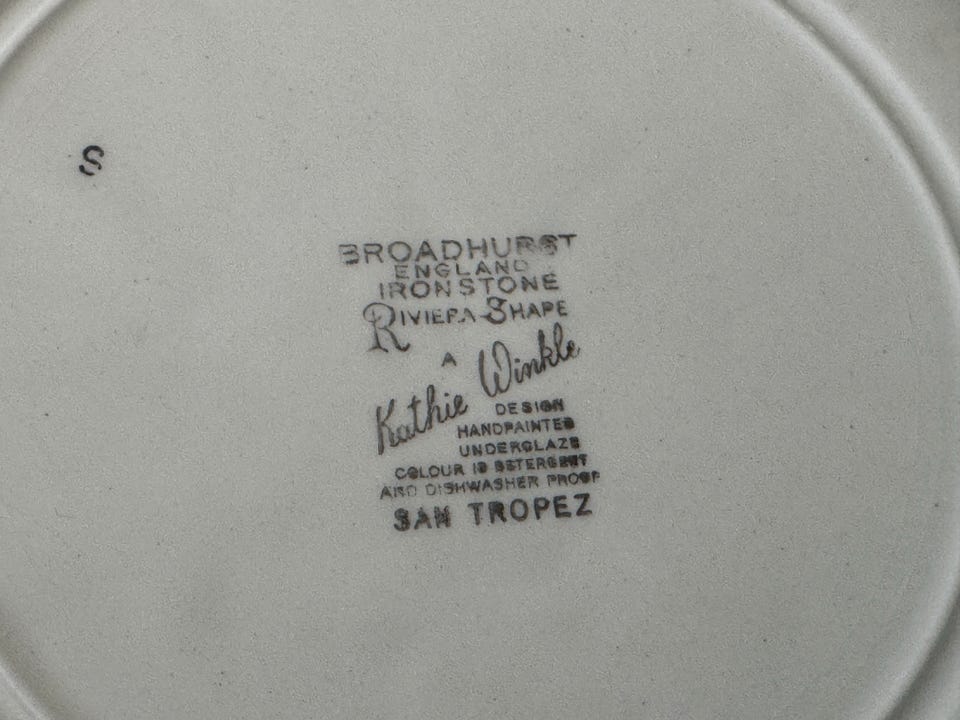 S
BROADHURST
ENGLAND
IRONSTONE
RIVIERA SHAPE
A
Kathie Winkle
DESIGN
HANDPAINTED
UNDERGLAZE
COLOUR IS DETERGENT
AND DISHWASHER PROOF
SAN TROPEZ